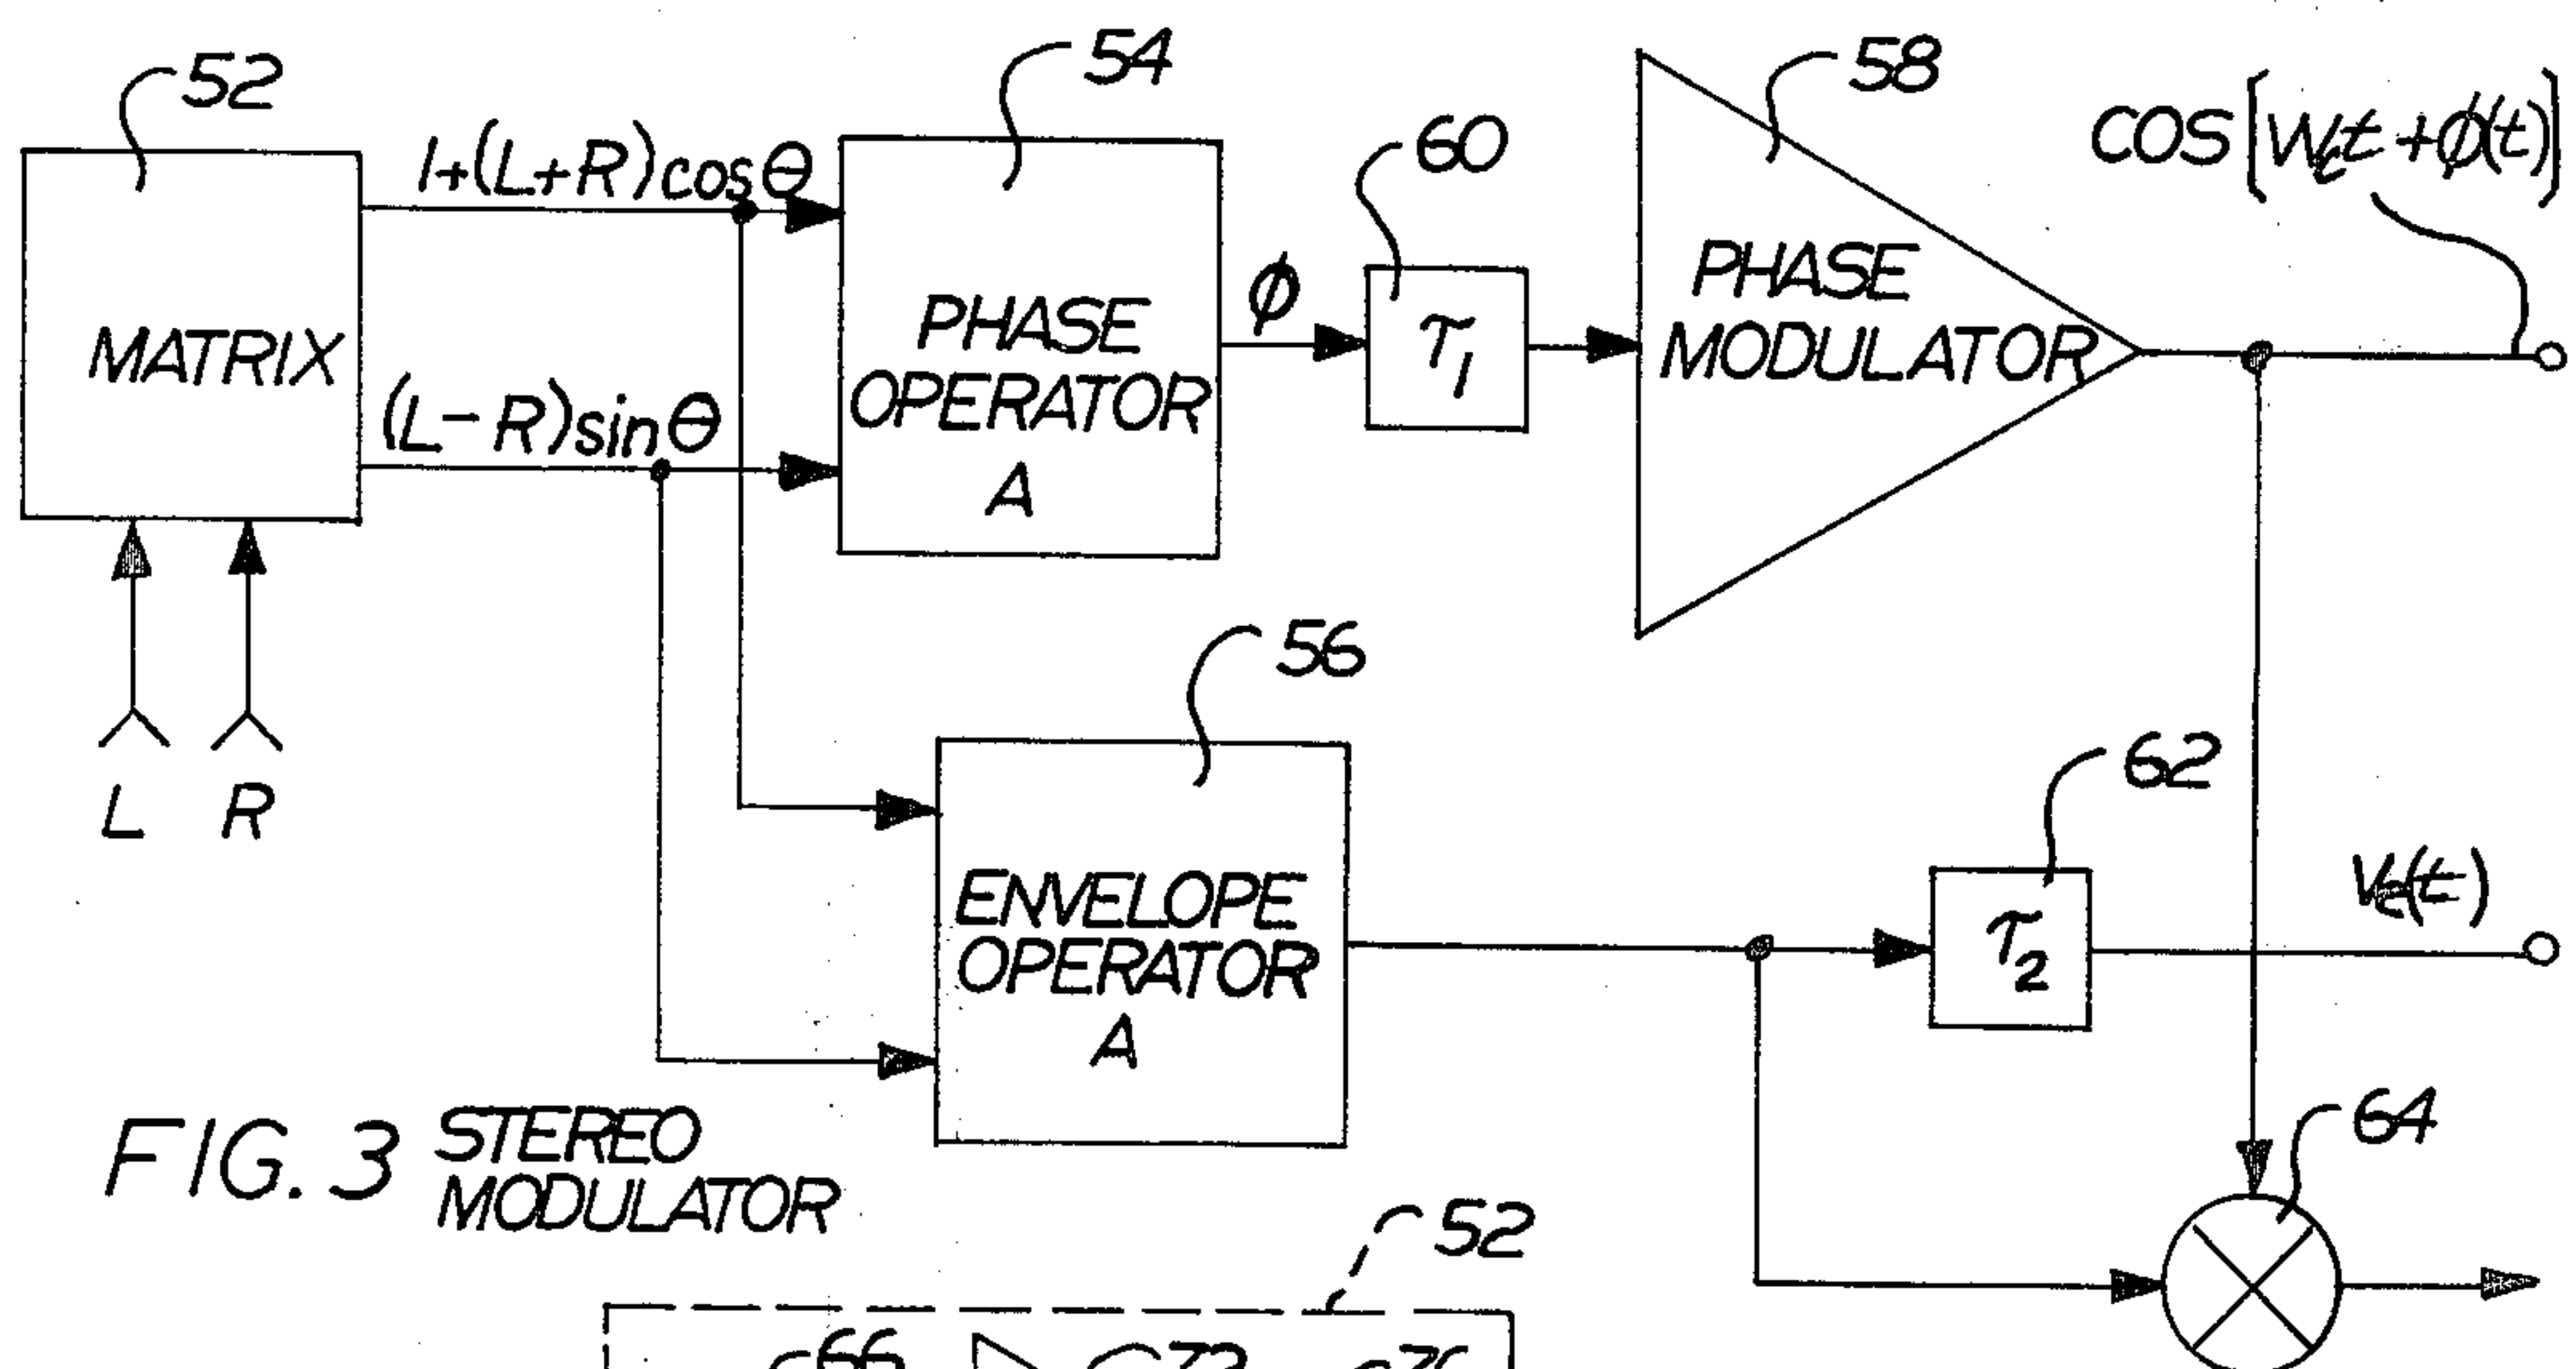 52
54
58
COS[Wct + ϕ(t)]
60
1+(L+R)cosθ
MATRIX
(L-R)sinθ
PHASE
OPERATOR
A
ϕ
τ1
PHASE
MODULATOR
L R
56
62
ENVELOPE
OPERATOR
A
τ2
Vc(t)
64
FIG. 3 STEREO
MODULATOR
52
66